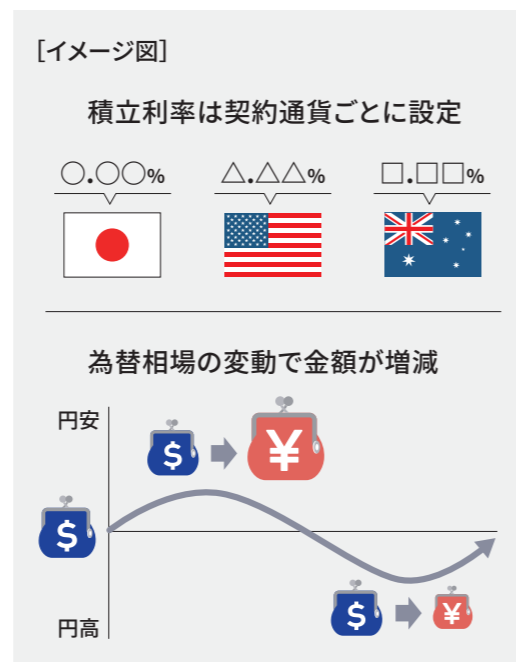 ［イメージ図］
積立利率は契約通貨ごとに設定
○.○○%
△.△△%
□.□□%
為替相場の変動で金額が増減
円安
$
¥
$
$
¥
円高